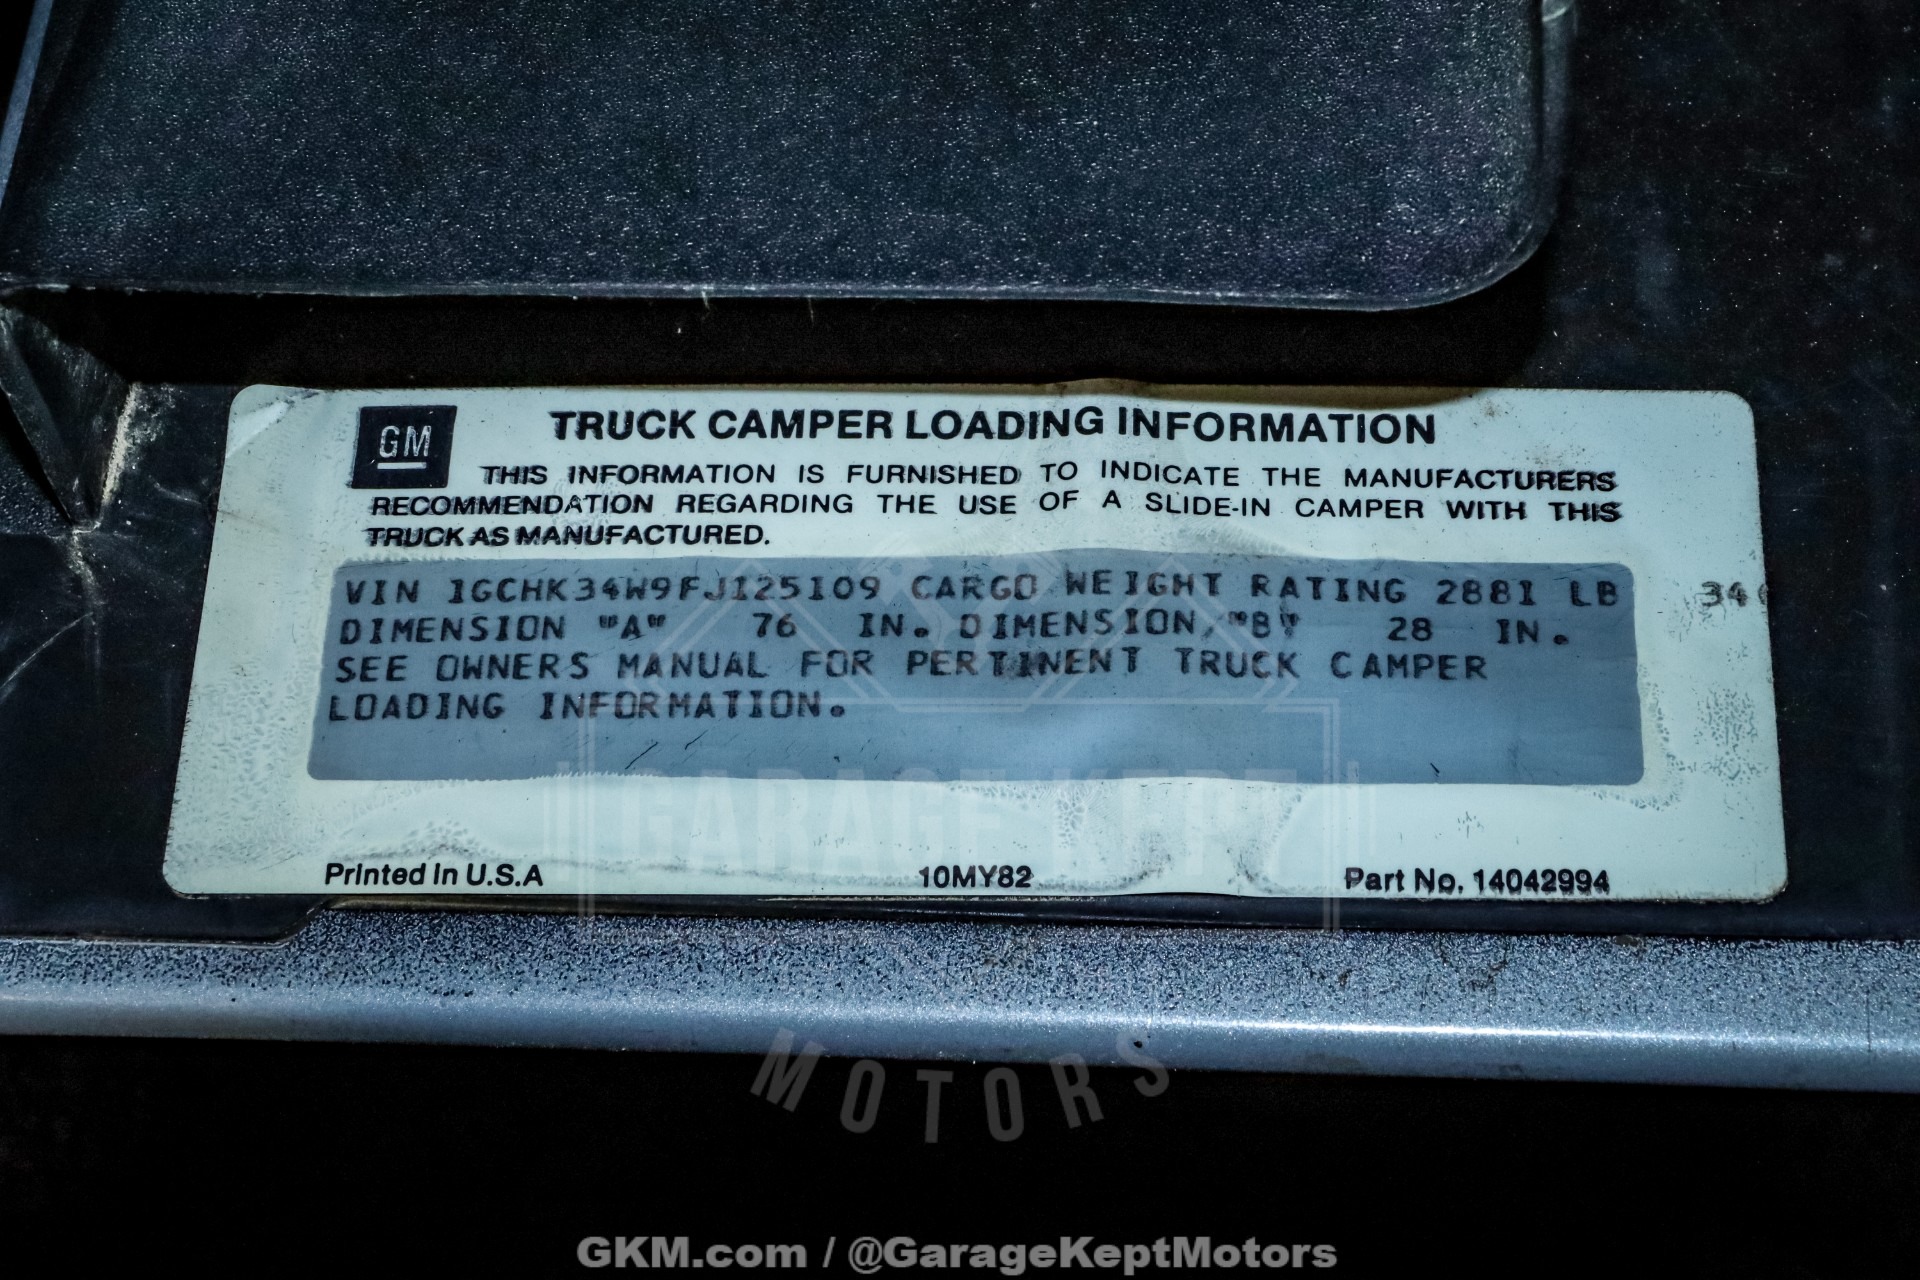 GM
TRUCK CAMPER LOADING INFORMATION
THIS INFORMATION IS FURNISHED TO INDICATE THE MANUFACTURERS
RECOMMENDATION REGARDING THE USE OF A SLIDE-IN CAMPER WITH THIS
TRUCK AS MANUFACTURED.
VIN 1GCHK34W9FJ125109 CARGO WEIGHT RATING 2881 LB
DIMENSION "A" 76 IN. DIMENSION "B" 28 IN.
SEE OWNERS MANUAL FOR PERTINENT TRUCK CAMPER
LOADING INFORMATION.
Printed In U.S.A 10MY82 Part No. 14042994
GARAGE KEPT
MOTORS
GKM.com / @GarageKeptMotors